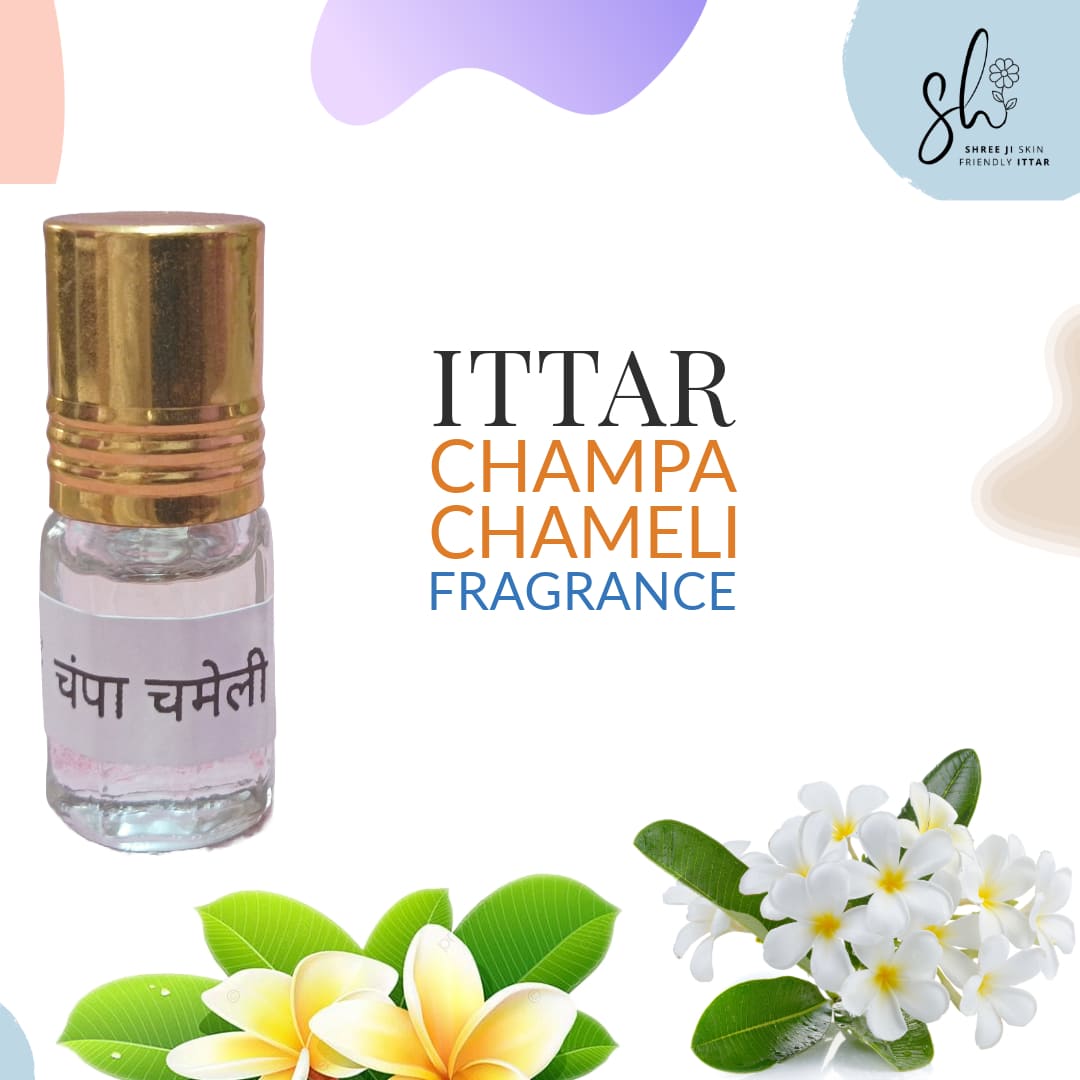 Sh
SHREE JI SKIN
FRIENDLY ITTAR
ITTAR
CHAMPA
CHAMELI
FRAGRANCE
चंपा चमेली